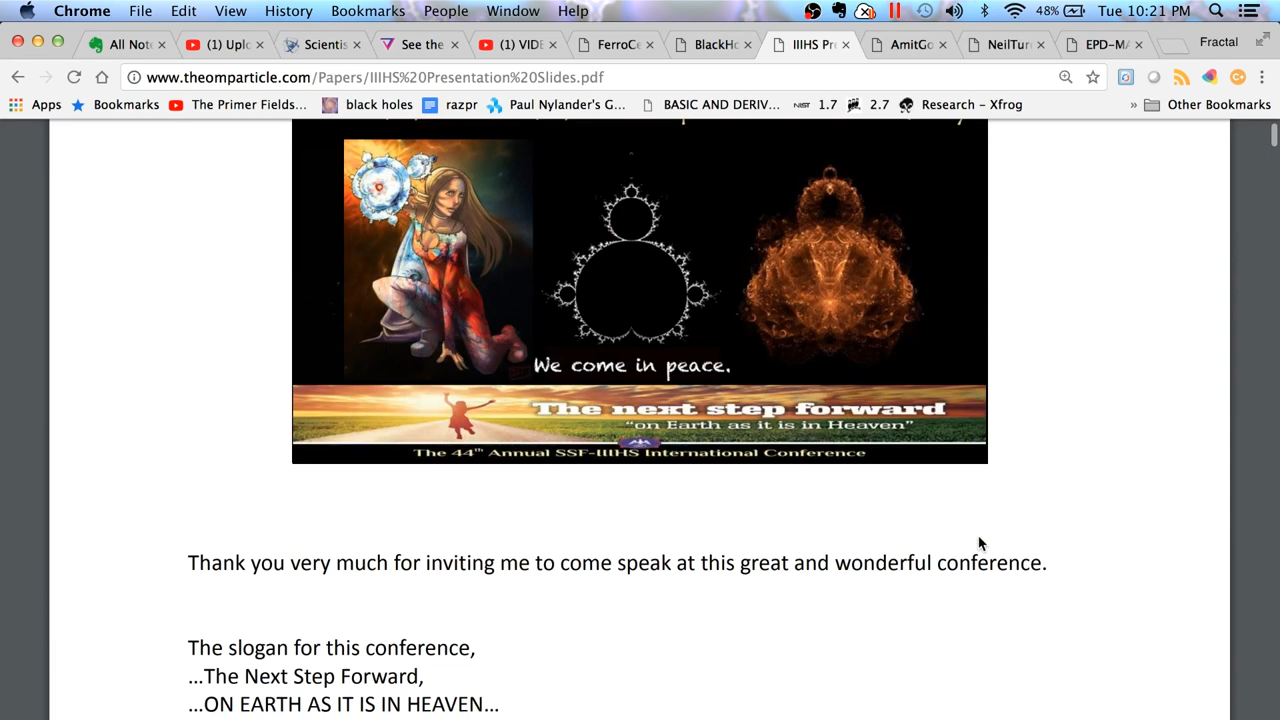 Chrome File Edit View History Bookmarks People Window Help 48% Tue 10:21 PM
All Note (1) Uplo Scientis See the (1) VIDE FerroCe BlackHo IIIHS Pre AmitGo NeilTur EPD-MA Fractal
www.theomparticle.com/Papers/IIIHS%20Presentation%20Slides.pdf
Apps Bookmarks The Primer Fields... black holes razpr Paul Nylander's G... BASIC AND DERIV... NIST 1.7 2.7 Research – Xfrog » Other Bookmarks
We come in peace.
The next step forward
"on Earth as it is in Heaven"
The 44th Annual SSF-IIIHS International Conference
Thank you very much for inviting me to come speak at this great and wonderful conference.
The slogan for this conference,
...The Next Step Forward,
...ON EARTH AS IT IS IN HEAVEN...